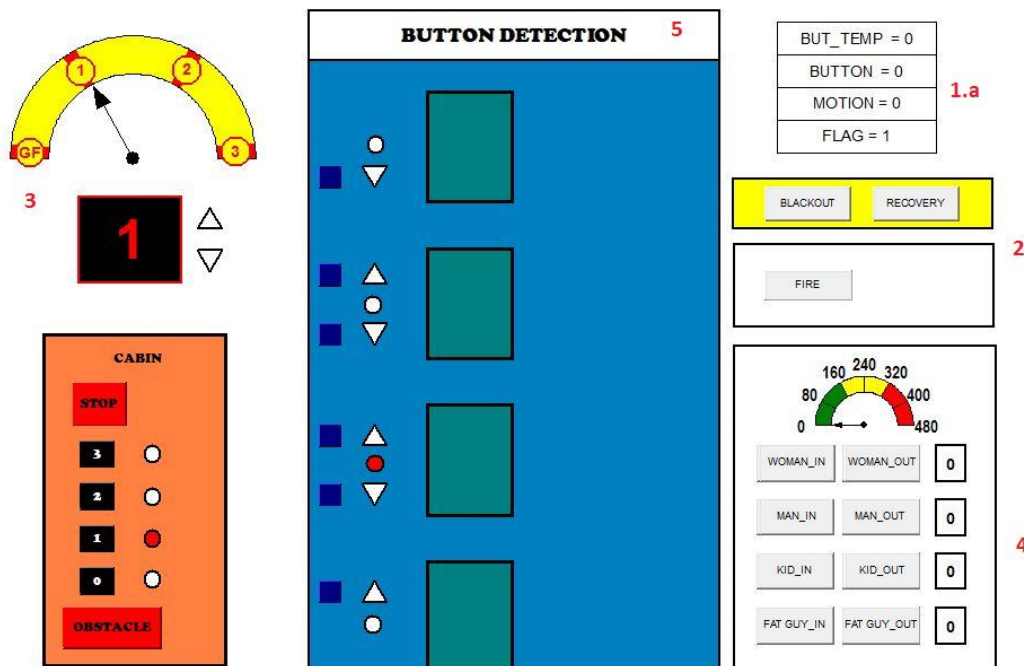 1
2
GF
3
3
1
CABIN
STOP
3
2
1
0
OBSTACLE
BUTTON DETECTION 5
BUT_TEMP = 0
BUTTON = 0
MOTION = 0
FLAG = 1
1.a
BLACKOUT RECOVERY
2
FIRE
240
160 320
80 400
0 480
WOMAN_IN WOMAN_OUT 0
MAN_IN MAN_OUT 0
4
KID_IN KID_OUT 0
FAT GUY_IN FAT GUY_OUT 0